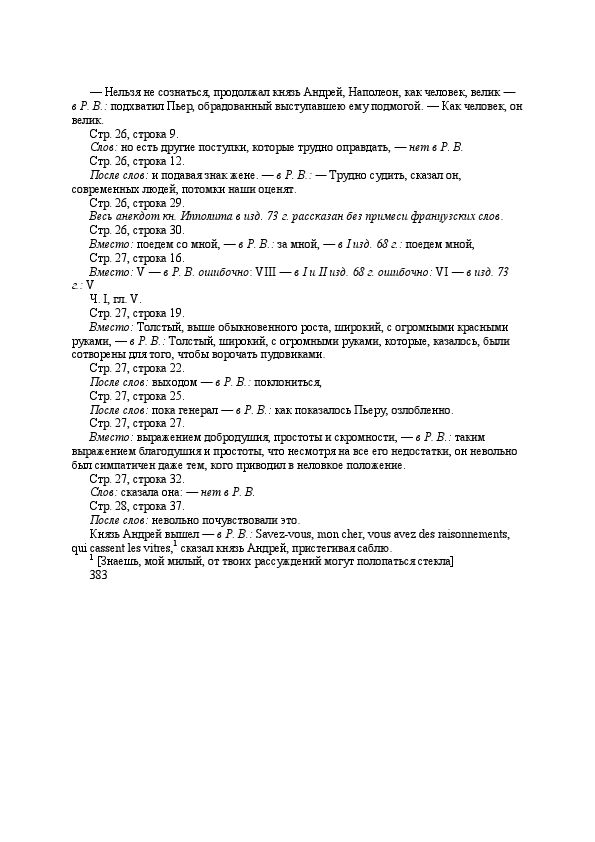 — Нельзя не сознаться, продолжал князь Андрей, Наполеон, как человек, велик —
в Р. В.: подхватил Пьер, обрадованный выступавшею ему подмогой. — Как человек, он
велик.
Стр. 26, строка 9.
Слов: но есть другие поступки, которые трудно оправдать, — нет в Р. В.
Стр. 26, строка 12.
После слов: и подавая знак жене. — в Р. В.: — Трудно судить, сказал он,
современных людей, потомки наши оценят.
Стр. 26, строка 29.
Весь анекдот кн. Ипполита в изд. 73 г. рассказан без примеси французских слов.
Стр. 26, строка 30.
Вместо: поедем со мной, — в Р. В.: за мной, — в I изд. 68 г.: поедем мной,
Стр. 27, строка 16.
Вместо: V — в Р. В. ошибочно: VIII — в I и II изд. 68 г. ошибочно: VI — в изд. 73
г.: V
Ч. I, гл. V.
Стр. 27, строка 19.
Вместо: Толстый, выше обыкновенного роста, широкий, с огромными красными
руками, — в Р. В.: Толстый, широкий, с огромными руками, которые, казалось, были
сотворены для того, чтобы ворочать пудовиками.
Стр. 27, строка 22.
После слов: выходом — в Р. В.: поклониться,
Стр. 27, строка 25.
После слов: пока генерал — в Р. В.: как показалось Пьеру, озлобленно.
Стр. 27, строка 27.
Вместо: выражением добродушия, простоты и скромности, — в Р. В.: таким
выражением благодушия и простоты, что несмотря на все его недостатки, он невольно
был симпатичен даже тем, кого приводил в неловкое положение.
Стр. 27, строка 32.
Слов: сказала она: — нет в Р. В.
Стр. 28, строка 37.
После слов: невольно почувствовали это.
Князь Андрей вышел — в Р. В.: Savez-vous, mon cher, vous avez des raisonnements,
qui cassent les vitres,¹ сказал князь Андрей, пристегивая саблю.
¹ [Знаешь, мой милый, от твоих рассуждений могут полопаться стекла]
383